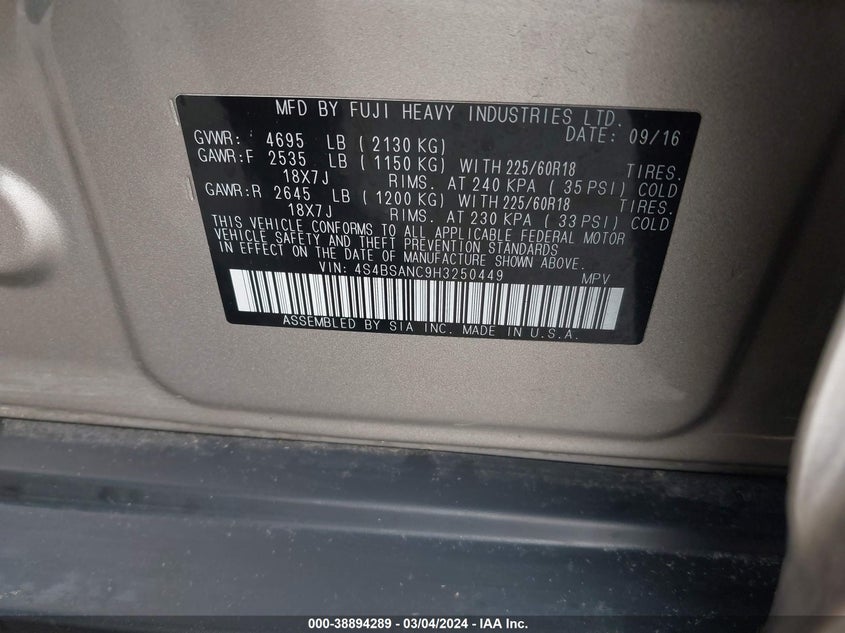 MFD BY FUJI HEAVY INDUSTRIES LTD.
DATE: 09/16
GVWR: 4695 LB ( 2130 KG)
GAWR:F 2535 LB ( 1150 KG) WITH 225/60R18 TIRES.
18X7J RIMS. AT 240 KPA ( 35 PSI) COLD
GAWR:R 2645 LB ( 1200 KG) WITH 225/60R18 TIRES.
18X7J RIMS. AT 230 KPA ( 33 PSI) COLD
THIS VEHICLE CONFORMS TO ALL APPLICABLE FEDERAL MOTOR
VEHICLE SAFETY AND THEFT PREVENTION STANDARDS
IN EFFECT ON THE DATE OF MANUFACTURE SHOWN ABOVE.
VIN: 4S4BSANC9H3250449 MPV
ASSEMBLED BY SIA INC. MADE IN U.S.A.
000-38894289 - 03/04/2024 - IAA Inc.